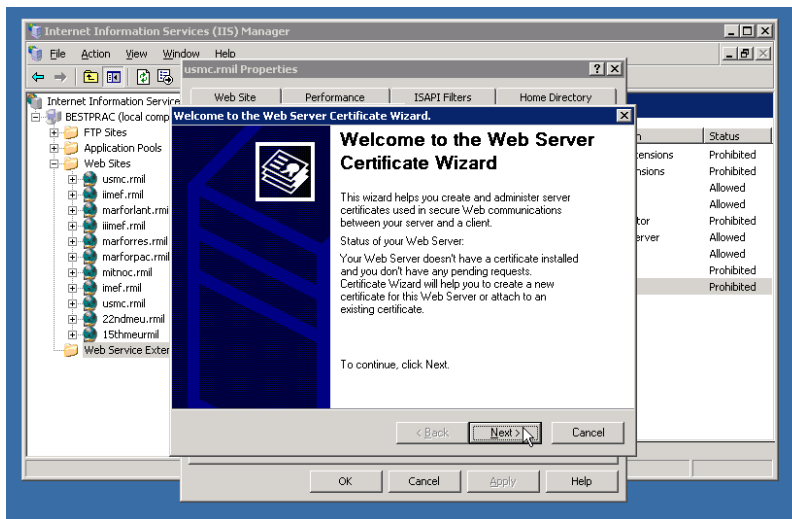 Internet Information Services (IIS) Manager
File Action View Window Help
usmc.rmil Properties
Web Site Performance ISAPI Filters Home Directory
Internet Information Service
BESTPRAC (local comp
FTP Sites
Application Pools
Web Sites
usmc.rmil
iimef.rmil
marforlant.rmi
iiimef.rmil
marforres.rmil
marforpac.rmil
mitnoc.rmil
imef.rmil
usmc.rmil
22ndmeu.rmil
15thmeurmil
Web Service Exter
Welcome to the Web Server Certificate Wizard.
Welcome to the Web Server
Certificate Wizard
This wizard helps you create and administer server
certificates used in secure Web communications
between your server and a client.
Status of your Web Server:
Your Web Server doesn't have a certificate installed
and you don't have any pending requests.
Certificate Wizard will help you to create a new
certificate for this Web Server or attach to an
existing certificate.
To continue, click Next.
< Back Next > Cancel
Status
tensions Prohibited
nsions Prohibited
Allowed
Allowed
tor Prohibited
erver Allowed
Allowed
Prohibited
Prohibited
OK Cancel Apply Help